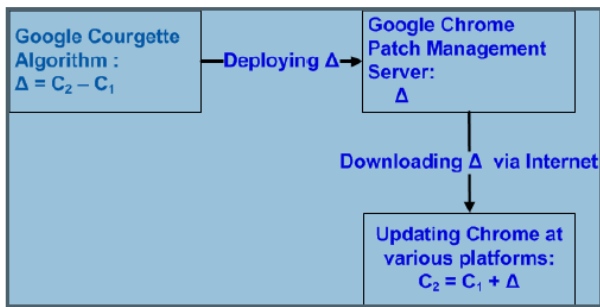 Google Courgette
Algorithm :
Δ = C₂ – C₁
Deploying Δ
Google Chrome
Patch Management
Server:
Δ
Downloading Δ via Internet
Updating Chrome at
various platforms:
C₂ = C₁ + Δ